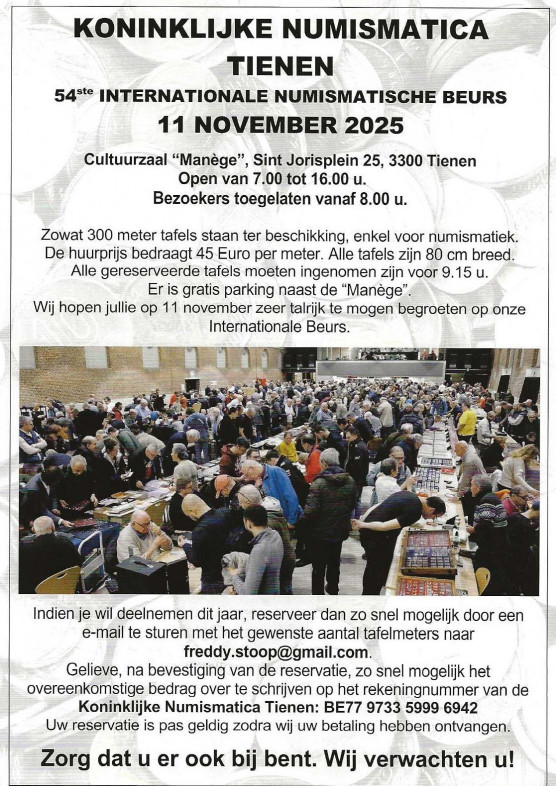 KONINKLIJKE NUMISMATICA
TIENEN
54ste INTERNATIONALE NUMISMATISCHE BEURS
11 NOVEMBER 2025
Cultuurzaal “Manège”, Sint Jorisplein 25, 3300 Tienen
Open van 7.00 tot 16.00 u.
Bezoekers toegelaten vanaf 8.00 u.
Zowat 300 meter tafels staan ter beschikking, enkel voor numismatiek.
De huurprijs bedraagt 45 Euro per meter. Alle tafels zijn 80 cm breed.
Alle gereserveerde tafels moeten ingenomen zijn voor 9.15 u.
Er is gratis parking naast de “Manège”.
Wij hopen jullie op 11 november zeer talrijk te mogen begroeten op onze
Internationale Beurs.
Indien je wil deelnemen dit jaar, reserveer dan zo snel mogelijk door een
e-mail te sturen met het gewenste aantal tafelmeters naar
freddy.stoop@gmail.com.
Gelieve, na bevestiging van de reservatie, zo snel mogelijk het
overeenkomstige bedrag over te schrijven op het rekeningnummer van de
Koninklijke Numismatica Tienen: BE77 9733 5999 6942
Uw reservatie is pas geldig zodra wij uw betaling hebben ontvangen.
Zorg dat u er ook bij bent. Wij verwachten u!